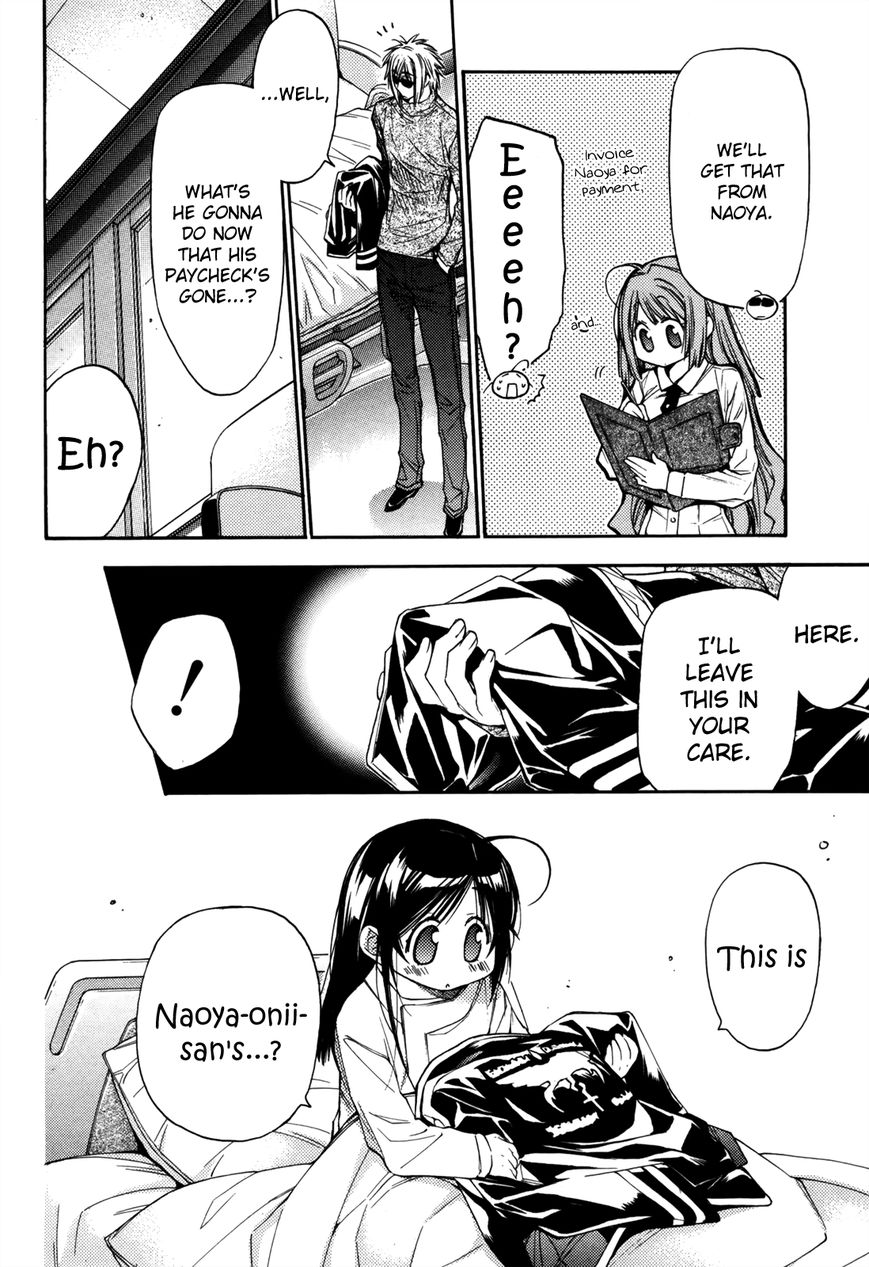 WE'LL
GET THAT
FROM
NAOYA.
Invoice
Naoya for
payment.
and...
Eeeeh?
...WELL,
WHAT'S
HE GONNA
DO NOW
THAT HIS
PAYCHECK'S
GONE...?
Eh?
HERE.
I'LL
LEAVE
THIS IN
YOUR
CARE.
!
This is
Naoya-onii-
san's...?